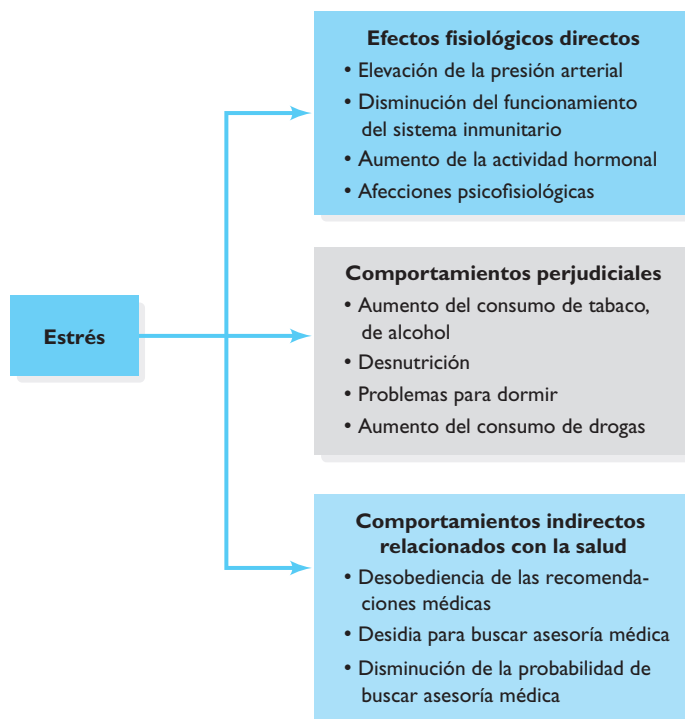 Efectos fisiológicos directos
• Elevación de la presión arterial
• Disminución del funcionamiento
del sistema inmunitario
• Aumento de la actividad hormonal
• Afecciones psicofisiológicas
Estrés
Comportamientos perjudiciales
• Aumento del consumo de tabaco,
de alcohol
• Desnutrición
• Problemas para dormir
• Aumento del consumo de drogas
Comportamientos indirectos
relacionados con la salud
• Desobediencia de las recomenda-
ciones médicas
• Desidia para buscar asesoría médica
• Disminución de la probabilidad de
buscar asesoría médica